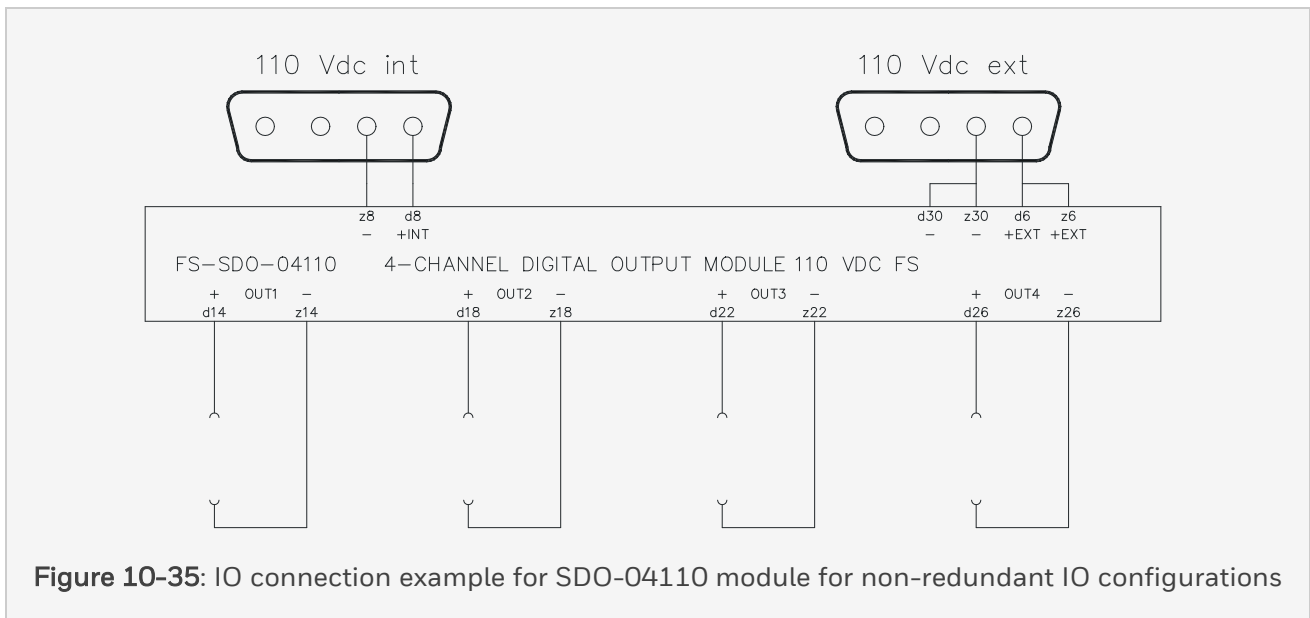 110 Vdc int 110 Vdc ext
z8 d8 d30 z30 d6 z6
− +INT − − +EXT +EXT
FS−SDO−04110 4−CHANNEL DIGITAL OUTPUT MODULE 110 VDC FS
+ OUT1 − + OUT2 − + OUT3 − + OUT4 −
d14 z14 d18 z18 d22 z22 d26 z26
Figure 10-35: IO connection example for SDO-04110 module for non-redundant IO configurations